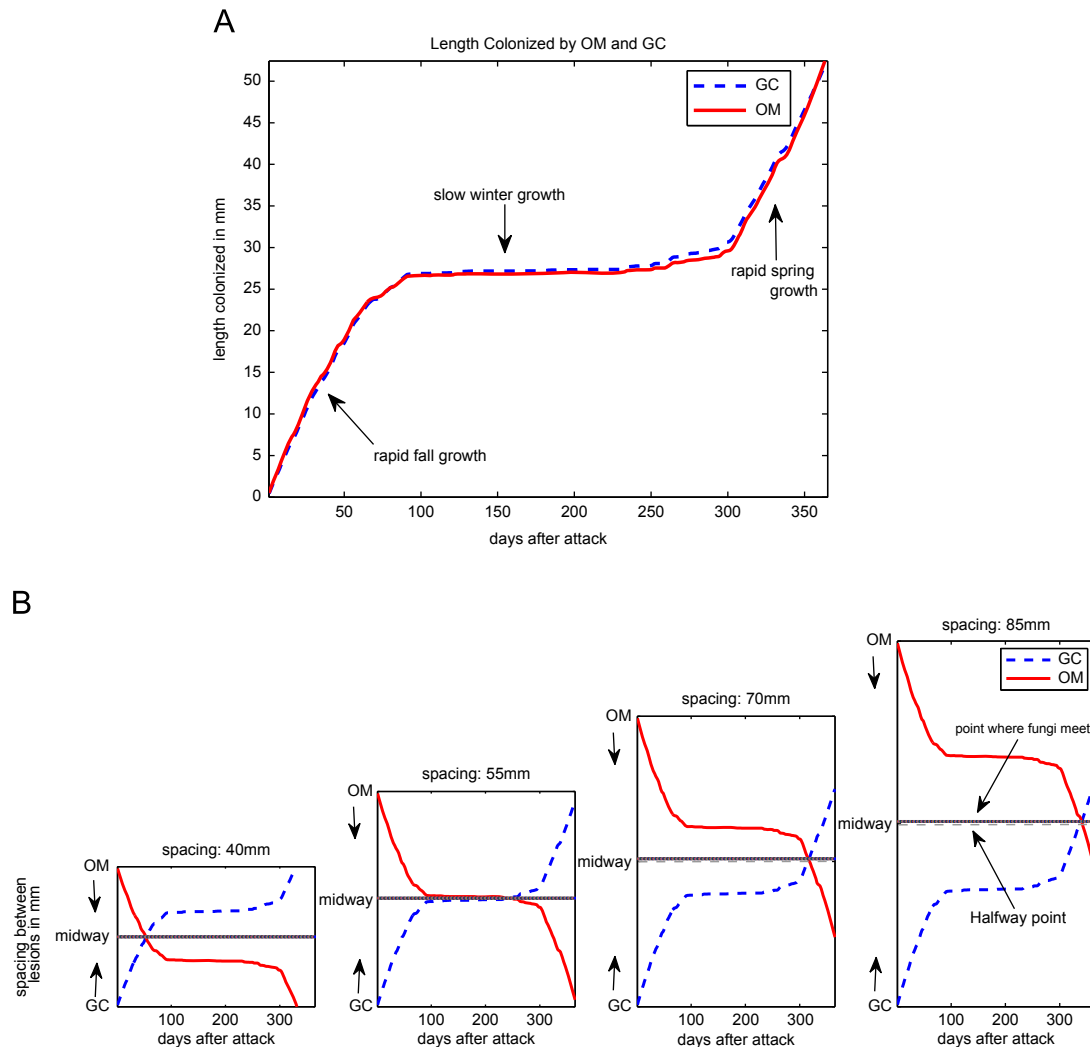 A
Length Colonized by OM and GC
50
45
40
35
30
25
20
15
10
5
0
length colonized in mm
GC
OM
slow winter growth
rapid spring
growth
rapid fall growth
50 100 150 200 250 300 350
days after attack
B
spacing: 40mm
OM
midway
GC
spacing between
lesions in mm
100 200 300
days after attack
spacing: 55mm
OM
midway
GC
100 200 300
days after attack
spacing: 70mm
OM
midway
GC
100 200 300
days after attack
spacing: 85mm
OM
GC
OM
point where fungi meet
midway
Halfway point
GC
100 200 300
days after attack